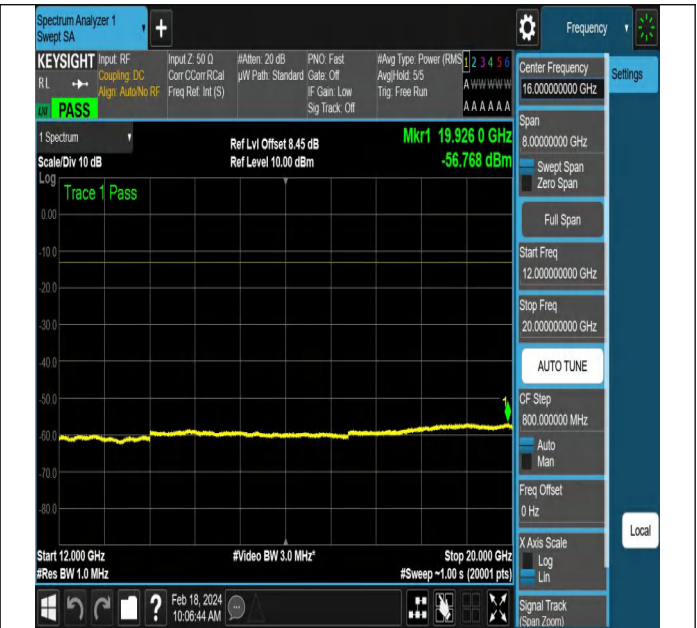 Spectrum Analyzer 1
Swept SA
+
Frequency
KEYSIGHT
RL
LXI
PASS
Input: RF
Coupling: DC
Align: Auto/No RF
Input Z: 50 Ω
Corr CCorr RCal
Freq Ref: Int (S)
#Atten: 20 dB
µW Path: Standard
PNO: Fast
Gate: Off
IF Gain: Low
Sig Track: Off
#Avg Type: Power (RMS
Avg|Hold: 5/5
Trig: Free Run
1 2 3 4 5 6
A W W W W W
A A A A A A
Center Frequency
16.000000000 GHz
Settings
1 Spectrum
Scale/Div 10 dB
Ref Lvl Offset 8.45 dB
Ref Level 10.00 dBm
Mkr1 19.926 0 GHz
-56.768 dBm
Log
Trace 1 Pass
0.00
-10.0
-20.0
-30.0
-40.0
-50.0
-60.0
-70.0
-80.0
1
Start 12.000 GHz
#Res BW 1.0 MHz
#Video BW 3.0 MHz*
Stop 20.000 GHz
#Sweep ~1.00 s (20001 pts)
Span
8.00000000 GHz
Swept Span
Zero Span
Full Span
Start Freq
12.000000000 GHz
Stop Freq
20.000000000 GHz
AUTO TUNE
CF Step
800.000000 MHz
Auto
Man
Freq Offset
0 Hz
X Axis Scale
Log
Lin
Signal Track
(Span Zoom)
Local
?
Feb 18, 2024
10:06:44 AM